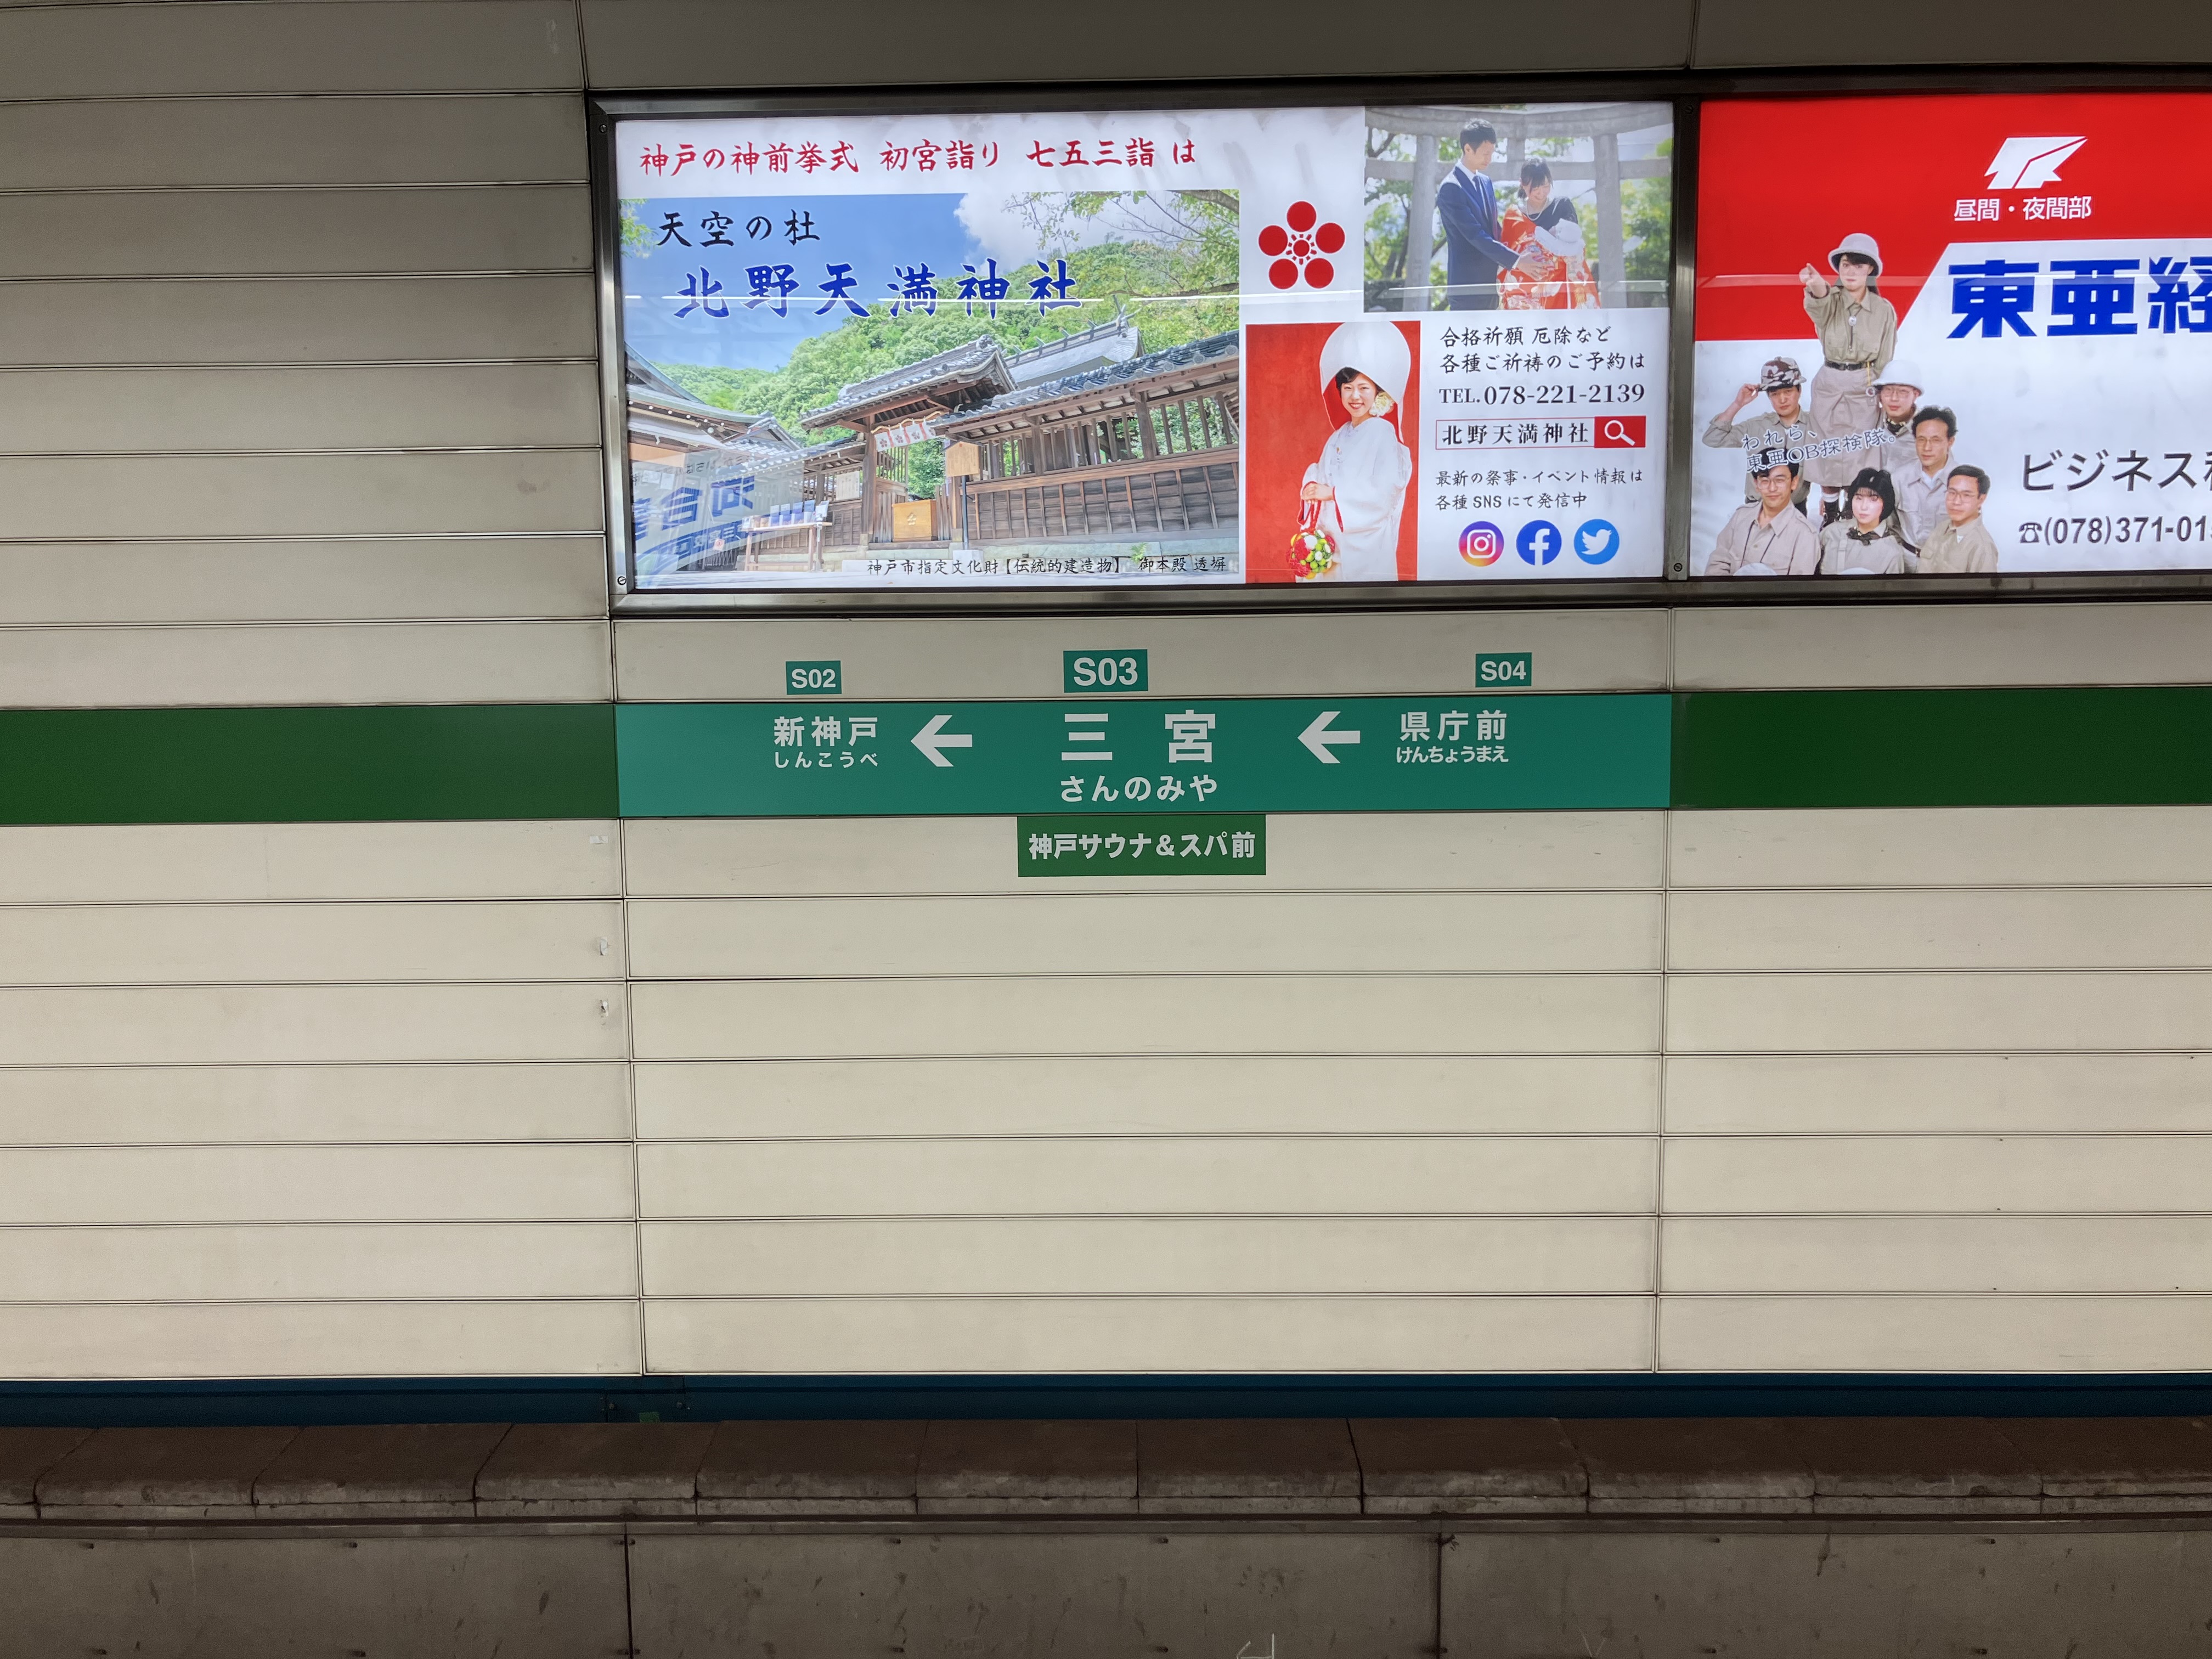 神戸の神前挙式 初宮詣り 七五三詣 は
天空の杜
北野天満神社
神戸市指定文化財【伝統的建造物】 御本殿 透塀
合格祈願 厄除など
各種ご祈祷のご予約は
TEL.078-221-2139
北野天満神社
最新の祭事・イベント情報は
各種SNSにて発信中
昼間・夜間部
東亜経
われら、
東亜OB探検隊。
ビジネス
☎(078)371-01
S02
S03
S04
新神戸
しんこうべ
←
三宮
さんのみや
←
県庁前
けんちょうまえ
神戸サウナ&スパ前